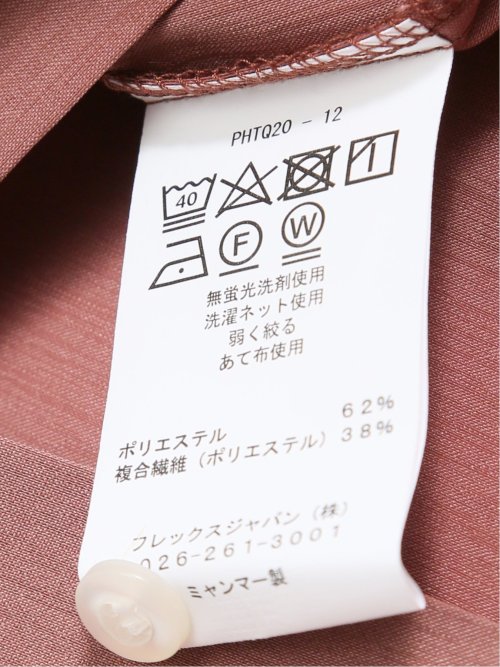 PHTQ20 - 12
40
F W
無蛍光洗剤使用
洗濯ネット使用
弱く絞る
あて布使用
ポリエステル 62%
複合繊維（ポリエステル）38%
フレックスジャパン（株）
026-261-3001
ミャンマー製